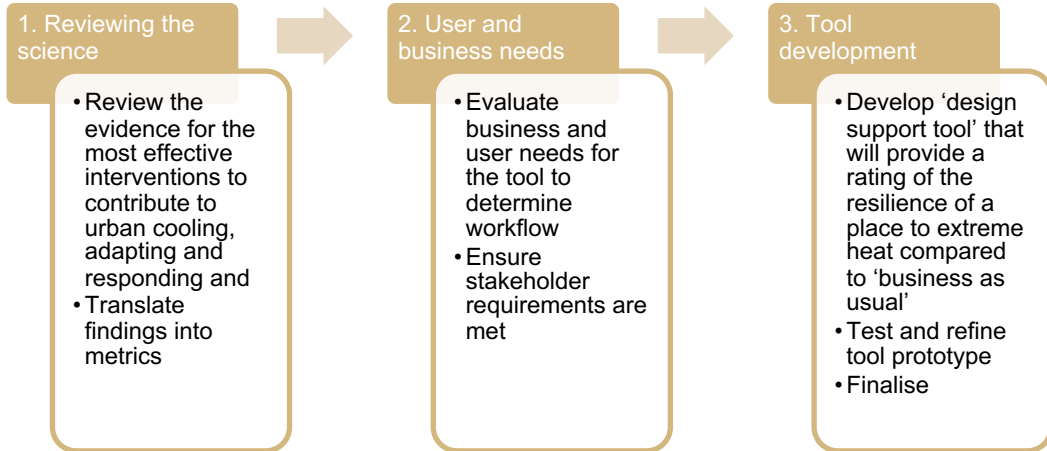 1. Reviewing the
science
• Review the
evidence for the
most effective
interventions to
contribute to
urban cooling,
adapting and
responding and
• Translate
findings into
metrics
2. User and
business needs
• Evaluate
business and
user needs for
the tool to
determine
workflow
• Ensure
stakeholder
requirements are
met
3. Tool
development
• Develop ‘design
support tool’ that
will provide a
rating of the
resilience of a
place to extreme
heat compared
to ‘business as
usual’
• Test and refine
tool prototype
• Finalise